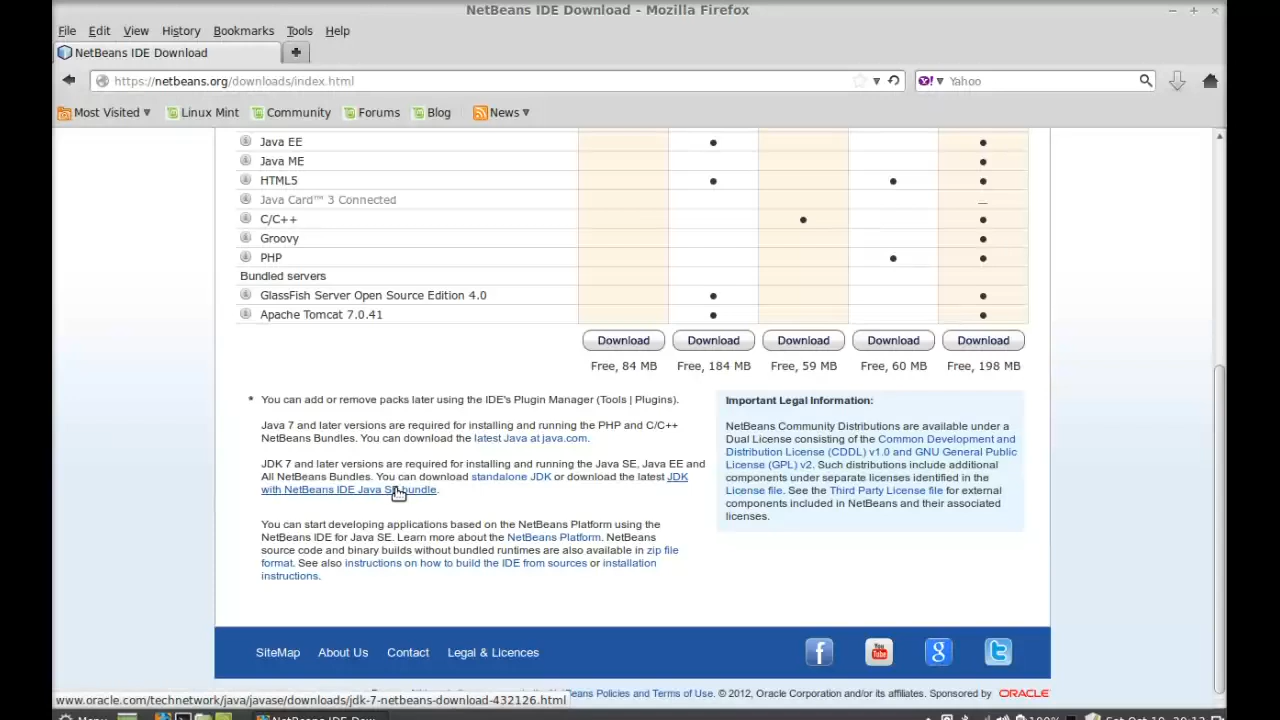 NetBeans IDE Download - Mozilla Firefox
File Edit View History Bookmarks Tools Help
NetBeans IDE Download
https://netbeans.org/downloads/index.html
Yahoo
Most Visited Linux Mint Community Forums Blog News
Java EE
Java ME
HTML5
Java Card™ 3 Connected
C/C++
Groovy
PHP
Bundled servers
GlassFish Server Open Source Edition 4.0
Apache Tomcat 7.0.41
Download Download Download Download Download
Free, 84 MB Free, 184 MB Free, 59 MB Free, 60 MB Free, 198 MB
* You can add or remove packs later using the IDE's Plugin Manager (Tools | Plugins).
Java 7 and later versions are required for installing and running the PHP and C/C++
NetBeans Bundles. You can download the latest Java at java.com.
JDK 7 and later versions are required for installing and running the Java SE, Java EE and
All NetBeans Bundles. You can download standalone JDK or download the latest JDK
with NetBeans IDE Java SE bundle.
You can start developing applications based on the NetBeans Platform using the
NetBeans IDE for Java SE. Learn more about the NetBeans Platform. NetBeans
source code and binary builds without bundled runtimes are also available in zip file
format. See also instructions on how to build the IDE from sources or installation
instructions.
Important Legal Information:
NetBeans Community Distributions are available under a
Dual License consisting of the Common Development and
Distribution License (CDDL) v1.0 and GNU General Public
License (GPL) v2. Such distributions include additional
components under separate licenses identified in the
License file. See the Third Party License file for external
components included in NetBeans and their associated
licenses.
SiteMap About Us Contact Legal & Licences
You Tube
NetBeans Policies and Terms of Use. © 2012, Oracle Corporation and/or its affiliates. Sponsored by ORACLE
www.oracle.com/technetwork/java/javase/downloads/jdk-7-netbeans-download-432126.html
Menu NetBeans IDE Dow... 100% Sat Oct 19, 20:12